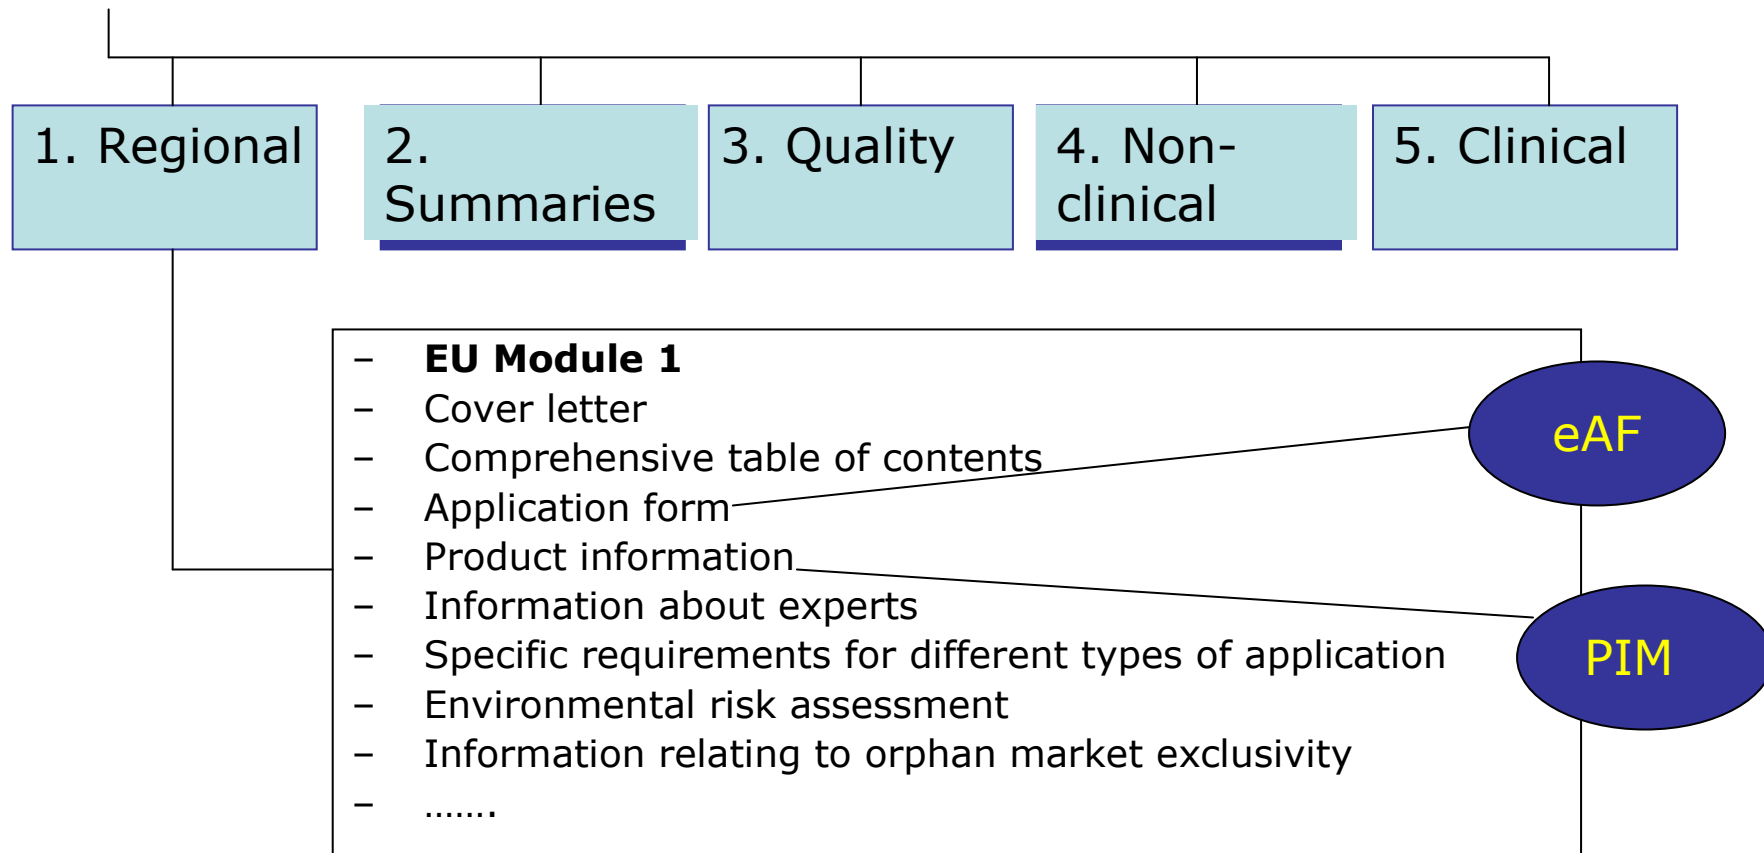 1. Regional
2.
Summaries
3. Quality
4. Non-
clinical
5. Clinical
– EU Module 1
– Cover letter
– Comprehensive table of contents
– Application form
– Product information
– Information about experts
– Specific requirements for different types of application
– Environmental risk assessment
– Information relating to orphan market exclusivity
– …….
eAF
PIM